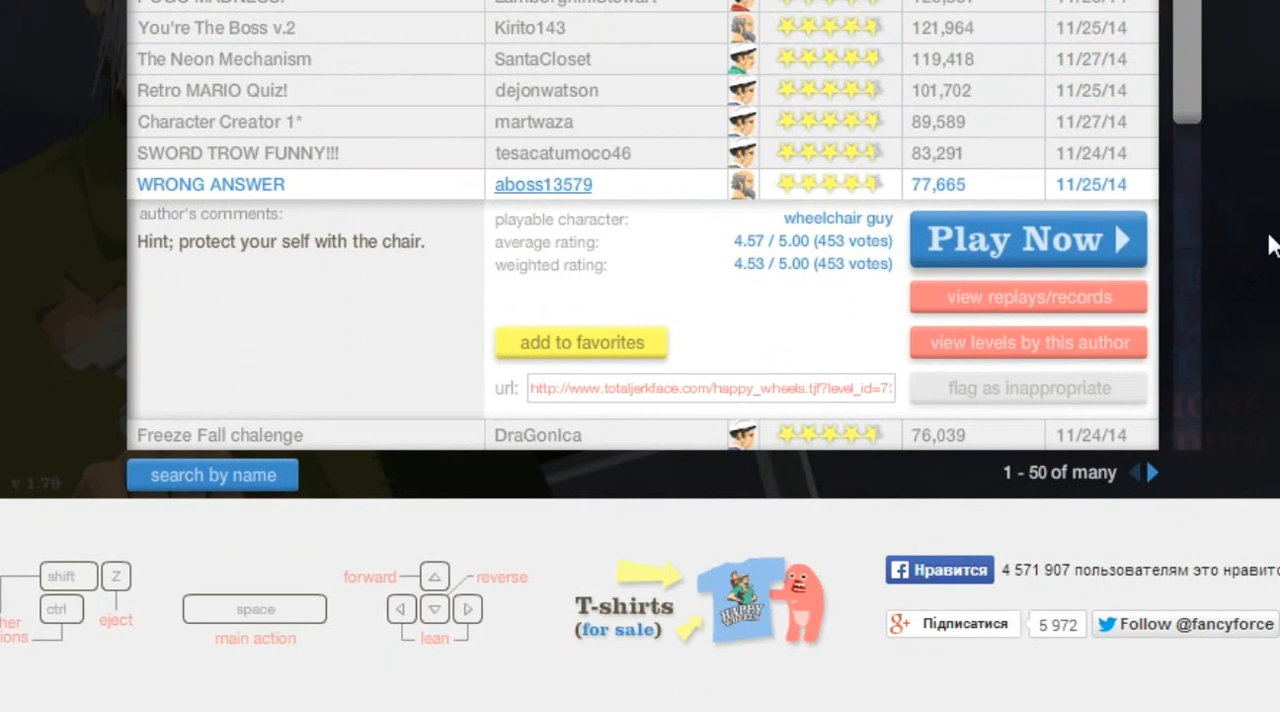 You're The Boss v.2 Kirito143 121,964 11/25/14
The Neon Mechanism SantaCloset 119,418 11/27/14
Retro MARIO Quiz! dejonwatson 101,702 11/25/14
Character Creator 1* martwaza 89,589 11/27/14
SWORD TROW FUNNY!!! tesacatumoco46 83,291 11/24/14
WRONG ANSWER aboss13579 77,665 11/25/14
author's comments:
Hint; protect your self with the chair.
playable character: wheelchair guy
average rating: 4.57 / 5.00 (453 votes)
weighted rating: 4.53 / 5.00 (453 votes)
Play Now
view replays/records
add to favorites
view levels by this author
url: http://www.totaljerkface.com/happy_wheels.tjf?level_id=7
flag as inappropriate
Freeze Fall chalenge DraGonIca 76,039 11/24/14
search by name
1 - 50 of many
v 1.79
shift Z
ctrl
eject
space
main action
forward reverse
lean
T-shirts
(for sale)
HAPPY WHEELS
Нравится 4 571 907 пользователям это нравитс
g+ Підписатися 5 972 Follow @fancyforce